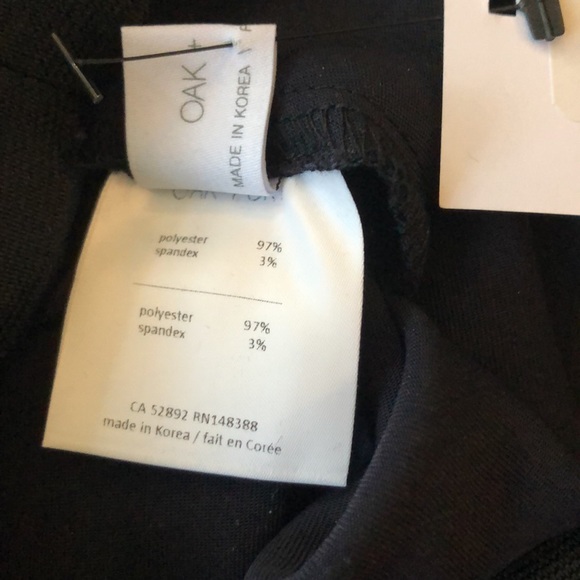 OAK +
MADE IN KOREA \
polyester 97%
spandex 3%
polyester 97%
spandex 3%
CA 52892 RN148388
made in Korea / fait en Corée